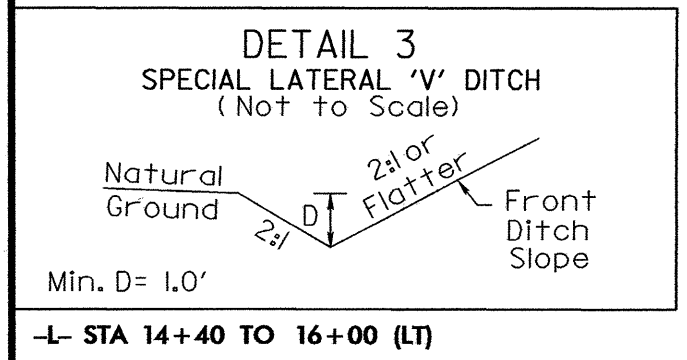 DETAIL 3
SPECIAL LATERAL 'V' DITCH
(Not to Scale)
Natural
Ground
2:1
D
2:1 or
Flatter
Front
Ditch
Slope
Min. D= 1.0'
-L- STA 14+40 TO 16+00 (LT)